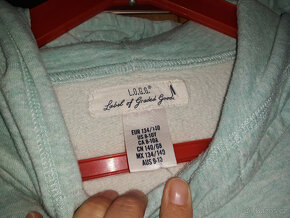 L.O.G.G.®
Label of Graded Goods
EUR 134/140
US 8-10Y
CA 8-10X
CN 140/68
MX 134/140
AUS 8-10